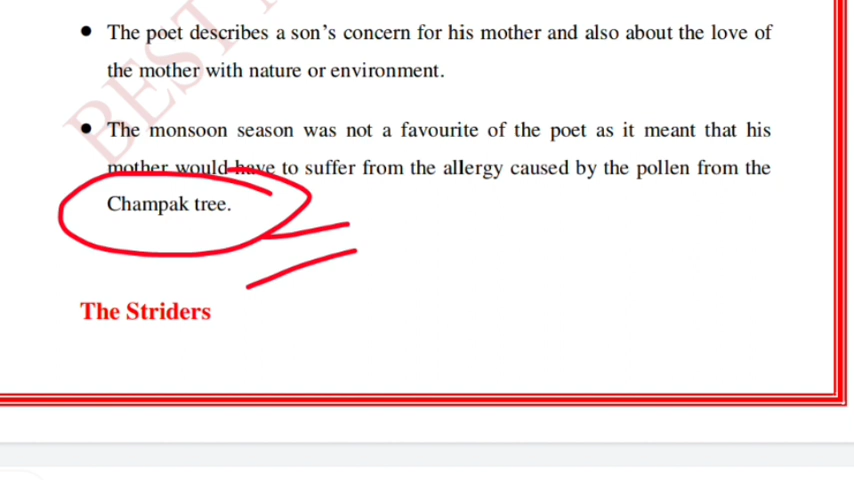 • The poet describes a son's concern for his mother and also about the love of
the mother with nature or environment.
• The monsoon season was not a favourite of the poet as it meant that his
mother would have to suffer from the allergy caused by the pollen from the
Champak tree.
The Striders
BEST